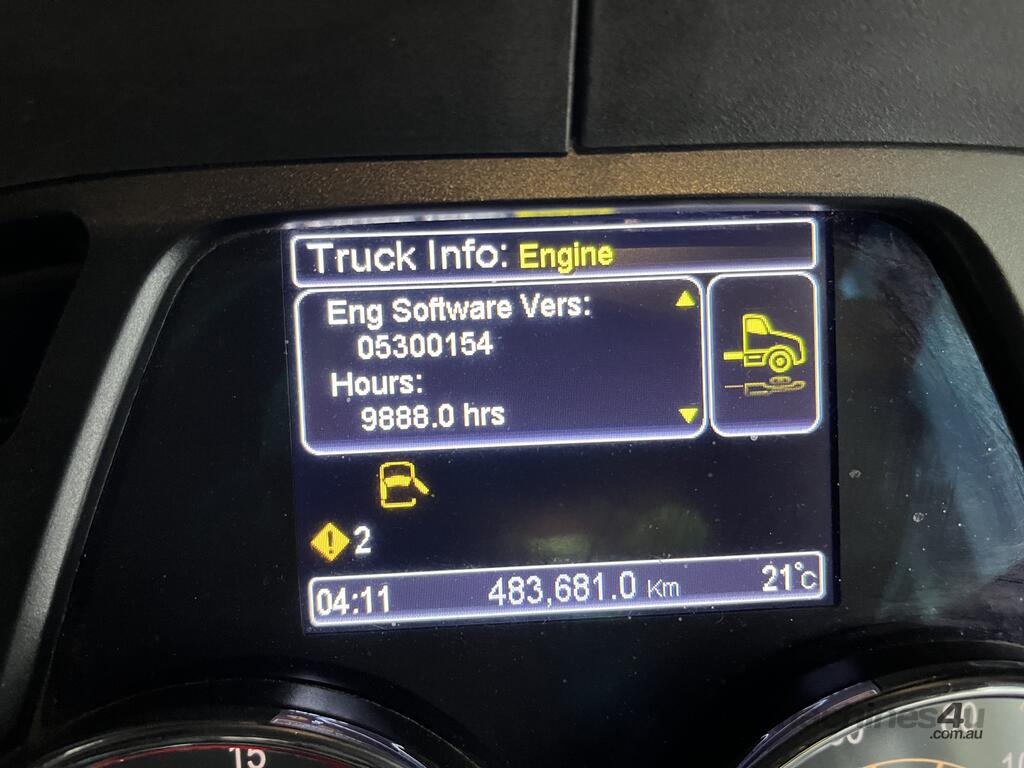 Truck Info: Engine
Eng Software Vers:
05300154
Hours:
9888.0 hrs
2
04:11 483,681.0 Km 21°C
15
4u
.com.au